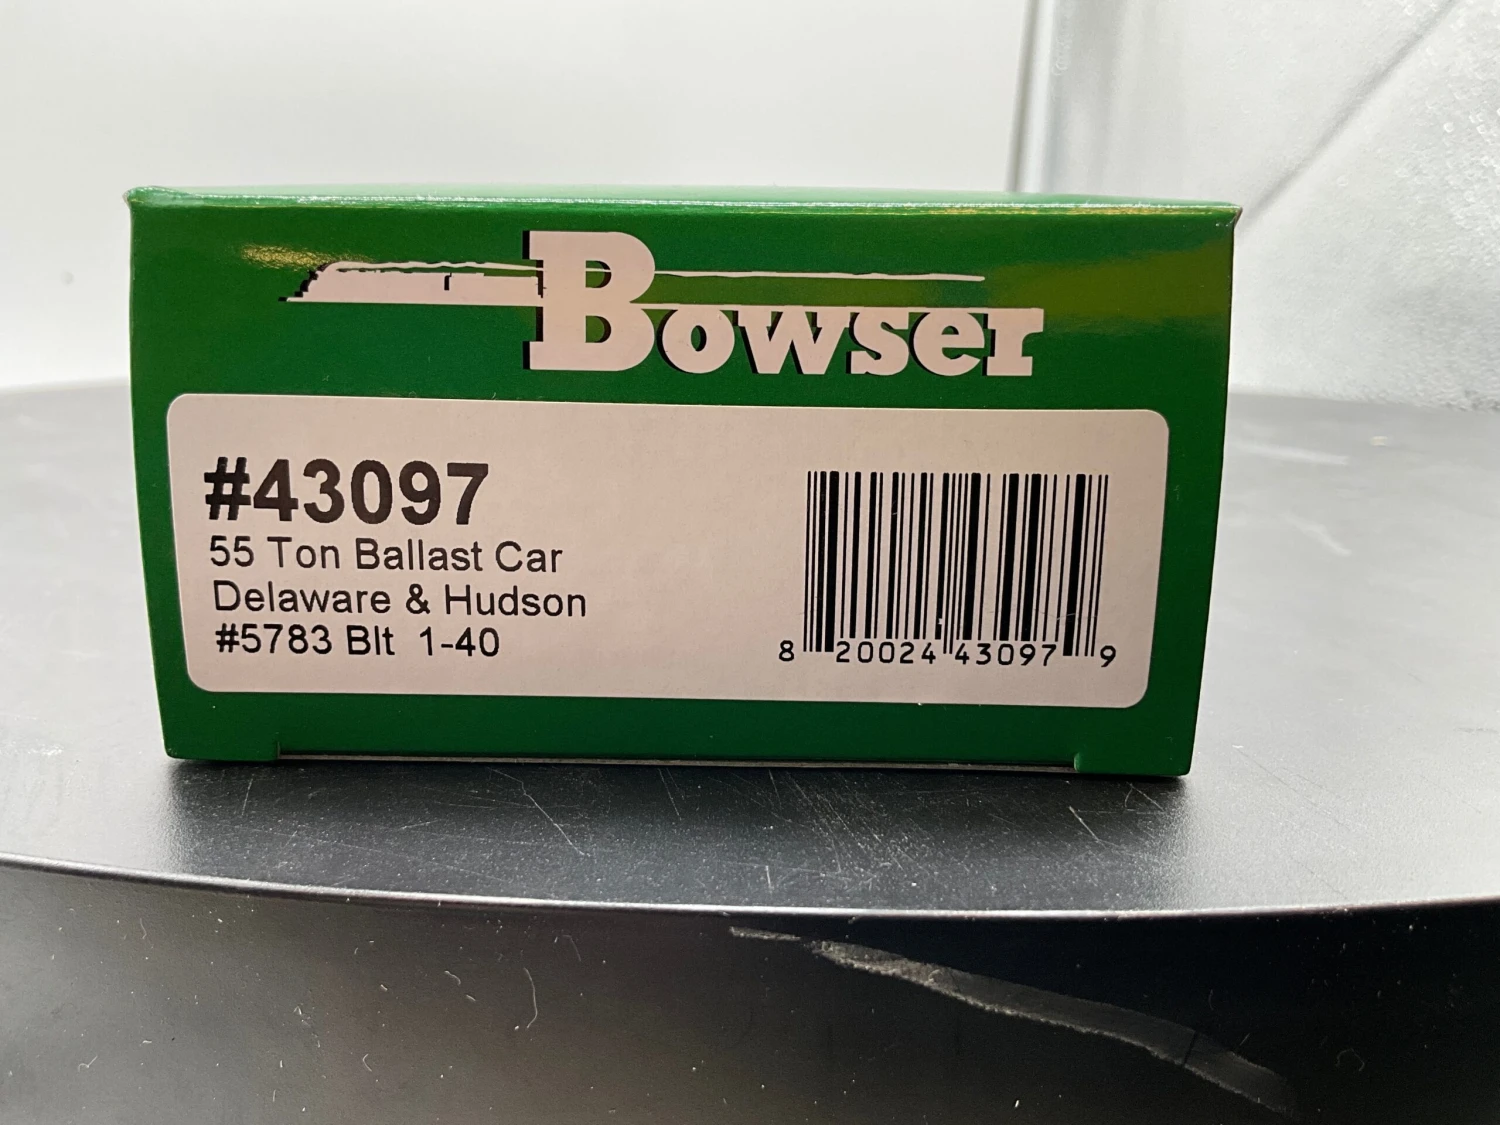 Bowser
#43097
55 Ton Ballast Car
Delaware & Hudson
#5783 Blt 1-40
8 20024 43097 9